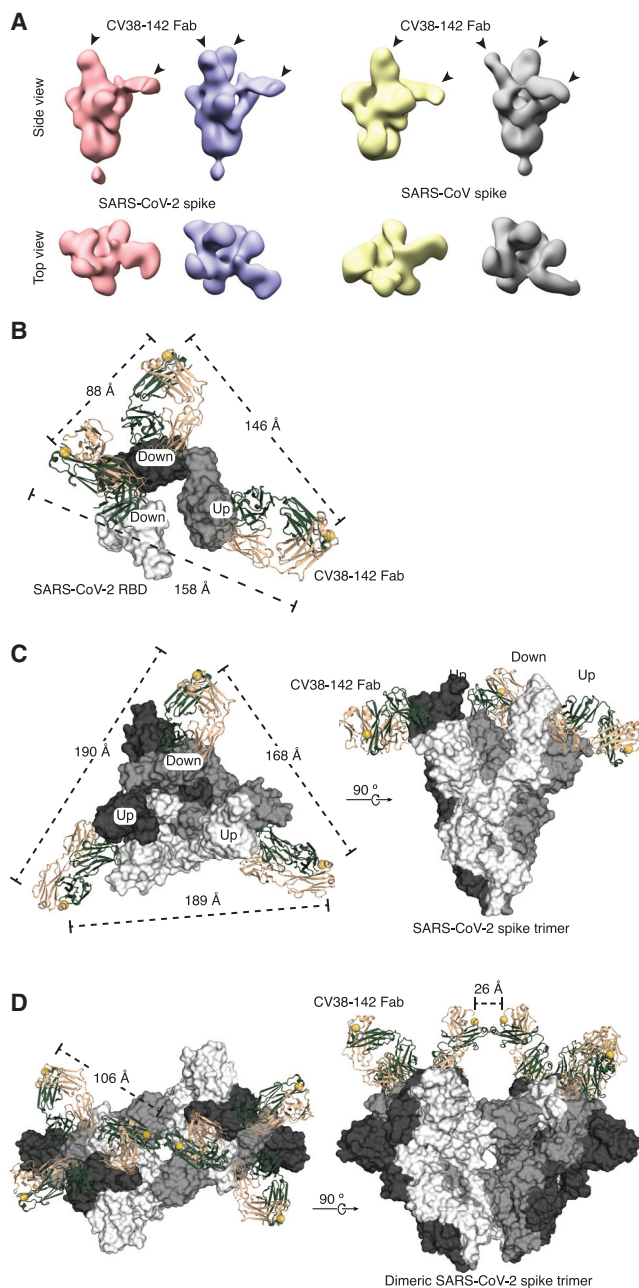 A
CV38-142 Fab
CV38-142 Fab
Side view
SARS-CoV-2 spike
SARS-CoV spike
Top view
B
88 Å
146 Å
Down
Down
Up
CV38-142 Fab
SARS-CoV-2 RBD
158 Å
C
CV38-142 Fab
Up
Down
Up
190 Å
168 Å
Down
Up
Up
90 º
189 Å
SARS-CoV-2 spike trimer
D
CV38-142 Fab
26 Å
106 Å
90 º
Dimeric SARS-CoV-2 spike trimer